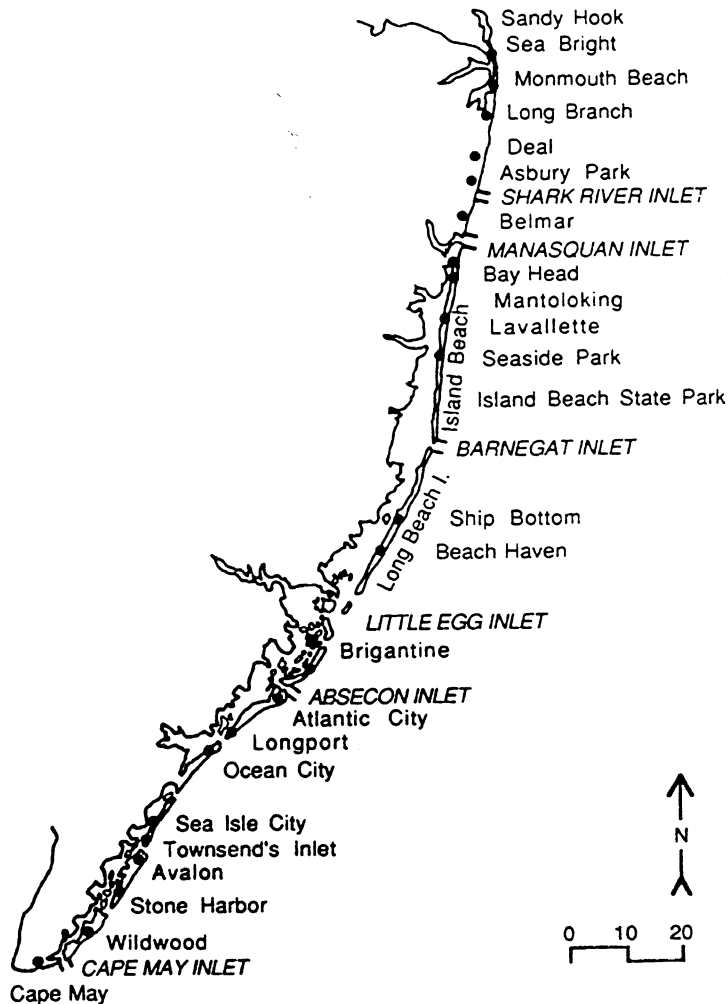 Sandy Hook
Sea Bright
Monmouth Beach
Long Branch
Deal
Asbury Park
SHARK RIVER INLET
Belmar
MANASQUAN INLET
Bay Head
Mantoloking
Lavallette
Seaside Park
Island Beach
Island Beach State Park
BARNEGAT INLET
Long Beach I.
Ship Bottom
Beach Haven
LITTLE EGG INLET
Brigantine
ABSECON INLET
Atlantic City
Longport
Ocean City
Sea Isle City
Townsend's Inlet
Avalon
Stone Harbor
Wildwood
CAPE MAY INLET
Cape May
N
0 10 20